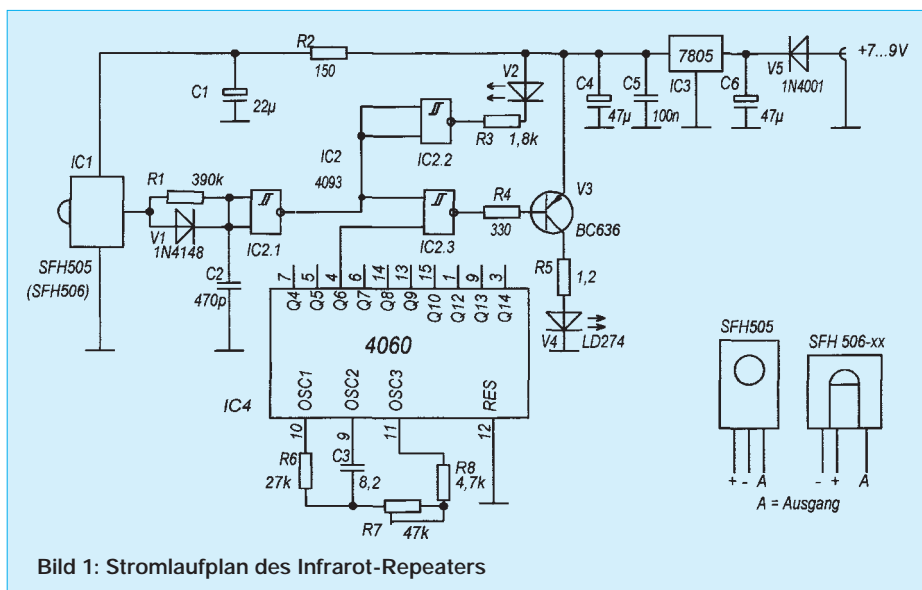 R2
150
C1
22µ
V2
R3
1,8k
C4
47µ
C5
100n
7805
IC3
C6
47µ
V5
1N4001
+7...9V
IC1
SFH505
(SFH506)
R1
390k
V1
1N4148
C2
470p
IC2.1
IC2
4093
IC2.2
IC2.3
R4
330
V3
BC636
R5
1,2
V4
LD274
7
5
4
6
14
13
15
1
9
3
Q4
Q5
Q6
Q7
Q8
Q9
Q10
Q12
Q13
Q14
4060
IC4
OSC1
OSC2
OSC3
RES
10
9
11
12
R6
27k
C3
8,2
R7
47k
R8
4,7k
SFH505
+ - A
SFH 506-xx
- + A
A = Ausgang
Bild 1: Stromlaufplan des Infrarot-Repeaters